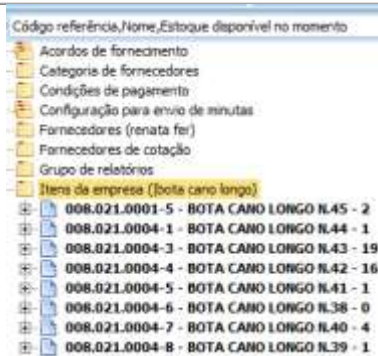 Código referência,Nome,Estoque disponível no momento
Acordos de fornecimento
Categoria de fornecedores
Condições de pagamento
Configuração para envio de minutas
Fornecedores (renata fer)
Fornecedores de cotação
Grupo de relatórios
Itens da empresa ([bota cano longo)
008.021.0001-5 - BOTA CANO LONGO N.45 - 2
008.021.0004-1 - BOTA CANO LONGO N.44 - 1
008.021.0004-3 - BOTA CANO LONGO N.43 - 19
008.021.0004-4 - BOTA CANO LONGO N.42 - 16
008.021.0004-5 - BOTA CANO LONGO N.41 - 1
008.021.0004-6 - BOTA CANO LONGO N.38 - 0
008.021.0004-7 - BOTA CANO LONGO N.40 - 4
008.021.0004-8 - BOTA CANO LONGO N.39 - 1